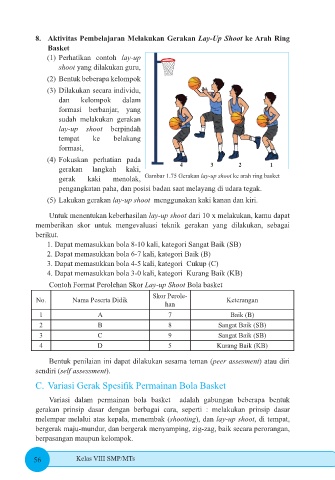 8. Aktivitas Pembelajaran Melakukan Gerakan Lay-Up Shoot ke Arah Ring
Basket
(1) Perhatikan contoh lay-up
shoot yang dilakukan guru,
(2) Bentuk beberapa kelompok
(3) Dilakukan secara individu,
dan kelompok dalam
formasi berbanjar, yang
sudah melakukan gerakan
lay-up shoot berpindah
tempat ke belakang
formasi,
(4) Fokuskan perhatian pada
gerakan langkah kaki,
gerak kaki menolak,
4 3 2 1
Gambar 1.75 Gerakan lay-up shoot ke arah ring basket
pengangkatan paha, dan posisi badan saat melayang di udara tegak.
(5) Lakukan gerakan lay-up shoot menggunakan kaki kanan dan kiri.
Untuk menentukan keberhasilan lay-up shoot dari 10 x melakukan, kamu dapat
memberikan skor untuk mengevaluasi teknik gerakan yang dilakukan, sebagai
berikut.
1. Dapat memasukkan bola 8-10 kali, kategori Sangat Baik (SB)
2. Dapat memasukkan bola 6-7 kali, kategori Baik (B)
3. Dapat memasukkan bola 4-5 kali, kategori Cukup (C)
4. Dapat memasukkan bola 3-0 kali, kategori Kurang Baik (KB)
Contoh Format Perolehan Skor Lay-up Shoot Bola basket
No. Nama Peserta Didik Skor Perole-
han Keterangan
1 A 7 Baik (B)
2 B 8 Sangat Baik (SB)
3 C 9 Sangat Baik (SB)
4 D 5 Kurang Baik (KB)
Bentuk penilaian ini dapat dilakukan sesama teman (peer assesment) atau diri
sendiri (self assessment).
C. Variasi Gerak Spesifik Permainan Bola Basket
Variasi dalam permainan bola basket adalah gabungan beberapa bentuk
gerakan prinsip dasar dengan berbagai cara, seperti : melakukan prinsip dasar
melempar melalui atas kepala, menembak (shooting), dan lay-up shoot, di tempat,
bergerak maju-mundur, dan bergerak menyamping, zig-zag, baik secara perorangan,
berpasangan maupun kelompok.
56 Kelas VIII SMP/MTs